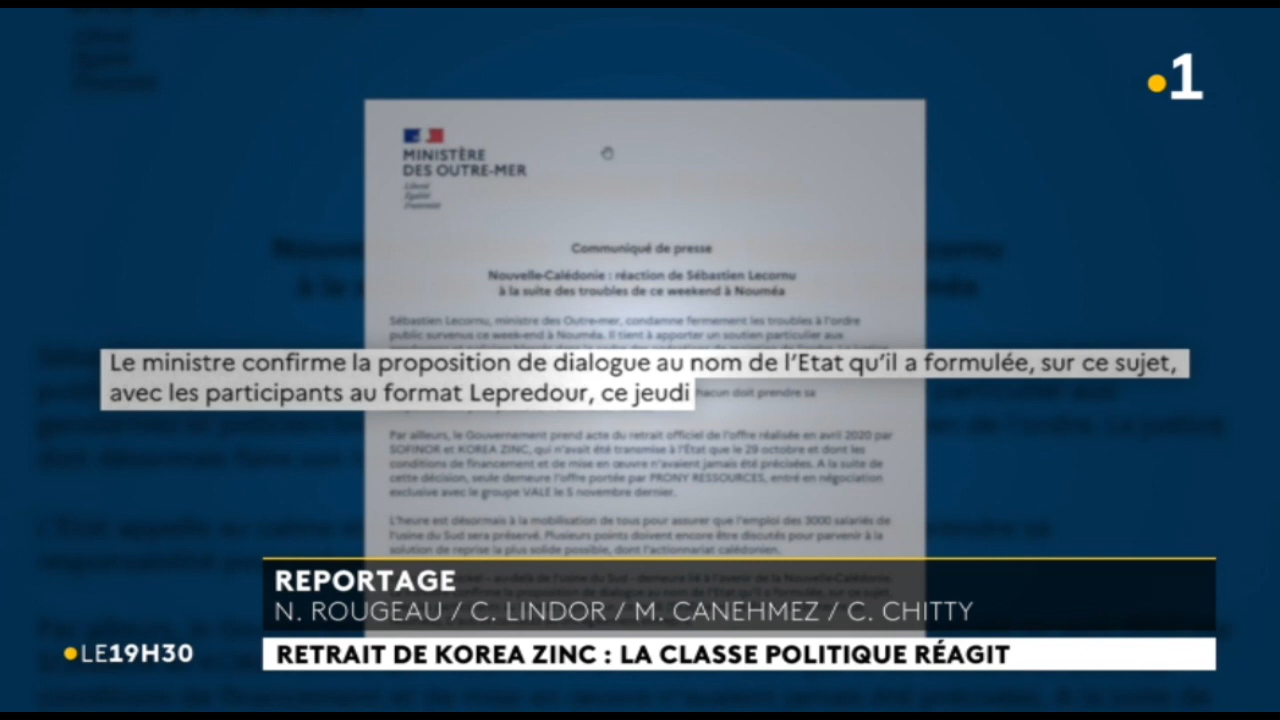 1
MINISTÈRE
DES OUTRE-MER
Liberté
Égalité
Fraternité
Communiqué de presse
Nouvelle-Calédonie : réaction de Sébastien Lecornu
à la suite des troubles de ce weekend à Nouméa
Sébastien Lecornu, ministre des Outre-mer, condamne fermement les troubles à l'ordre
public survenus ce week-end à Nouméa. Il tient à apporter un soutien particulier aux
Le ministre confirme la proposition de dialogue au nom de l'Etat qu'il a formulée, sur ce sujet,
avec les participants au format Lepredour, ce jeudi
chacun doit prendre sa
Par ailleurs, le Gouvernement prend acte du retrait officiel de l'offre réalisée en avril 2020 par
SOFINOR et KOREA ZINC, qui n'avait été transmise à l'État que le 29 octobre et dont les
conditions de financement et de mise en œuvre n'avaient jamais été précisées. A la suite de
cette décision, seule demeure l'offre portée par PRONY RESSOURCES, entré en négociation
exclusive avec le groupe VALE le 5 novembre dernier.
L'heure est désormais à la mobilisation de tous pour assurer que l'emploi des 3000 salariés de
l'usine du Sud sera préservé. Plusieurs points doivent encore être discutés pour parvenir à la
solution de reprise la plus solide possible, dont l'actionnariat calédonien.
REPORTAGE
N. ROUGEAU / C. LINDOR / M. CANEHMEZ / C. CHITTY
LE19H30
RETRAIT DE KOREA ZINC : LA CLASSE POLITIQUE RÉAGIT